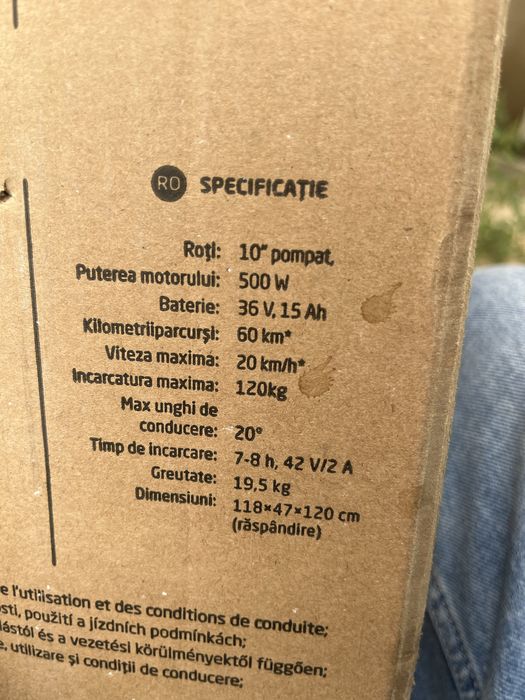 RO SPECIFICAȚIE
Roți: 10" pompat,
Puterea motorului: 500 W
Baterie: 36 V, 15 Ah
Kilometriiparcurși: 60 km*
Viteza maximă: 20 km/h*
Incarcatura maxima: 120kg
Max unghi de
conducere: 20°
Timp de incarcare: 7-8 h, 42 V/2 A
Greutate: 19,5 kg
Dimensiuni: 118×47×120 cm
(răspândire)
e l'utilisation et des conditions de conduite;
osti, použití a jízdních podmínkách;
lástól és a vezetési körülményektől függően;
e, utilizare și condiții de conducere;